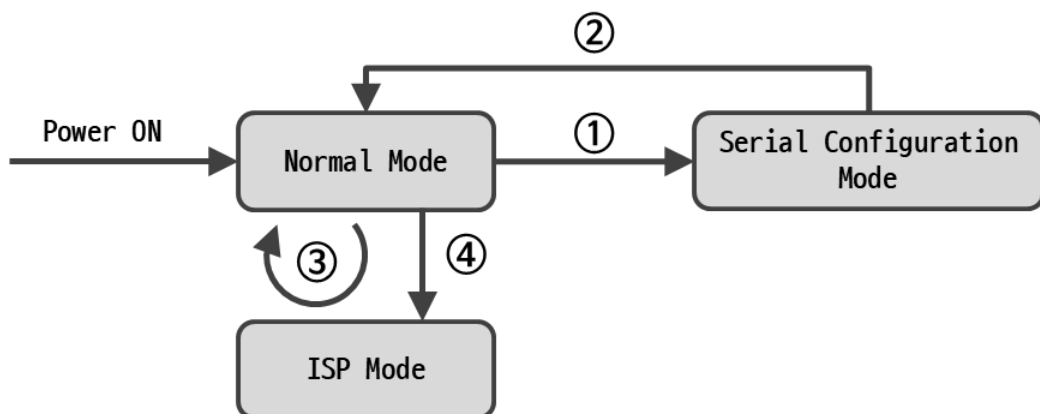 ②
Power ON
Normal Mode
①
Serial Configuration
Mode
③
④
ISP Mode